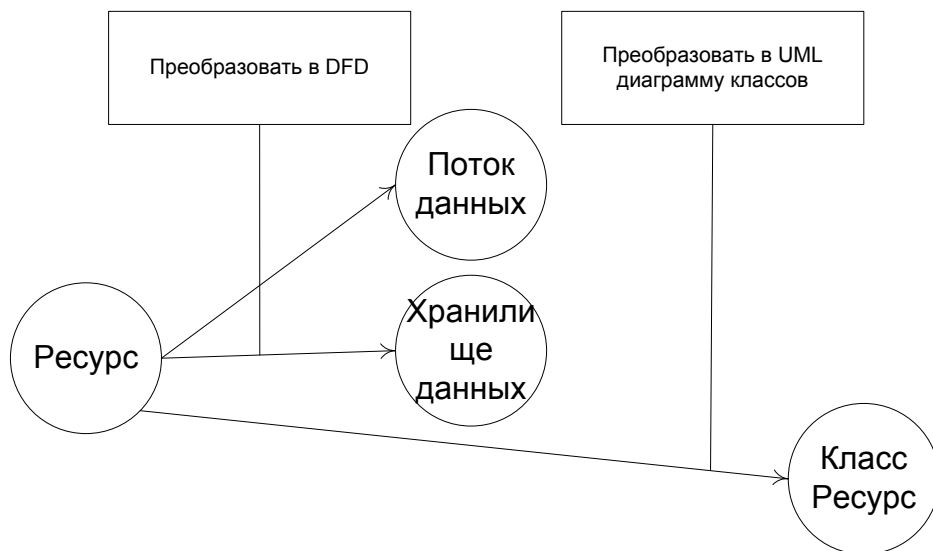 Преобразовать в DFD
Преобразовать в UML
диаграмму классов
Поток
данных
Ресурс
Хранили
ще
данных
Класс
Ресурс